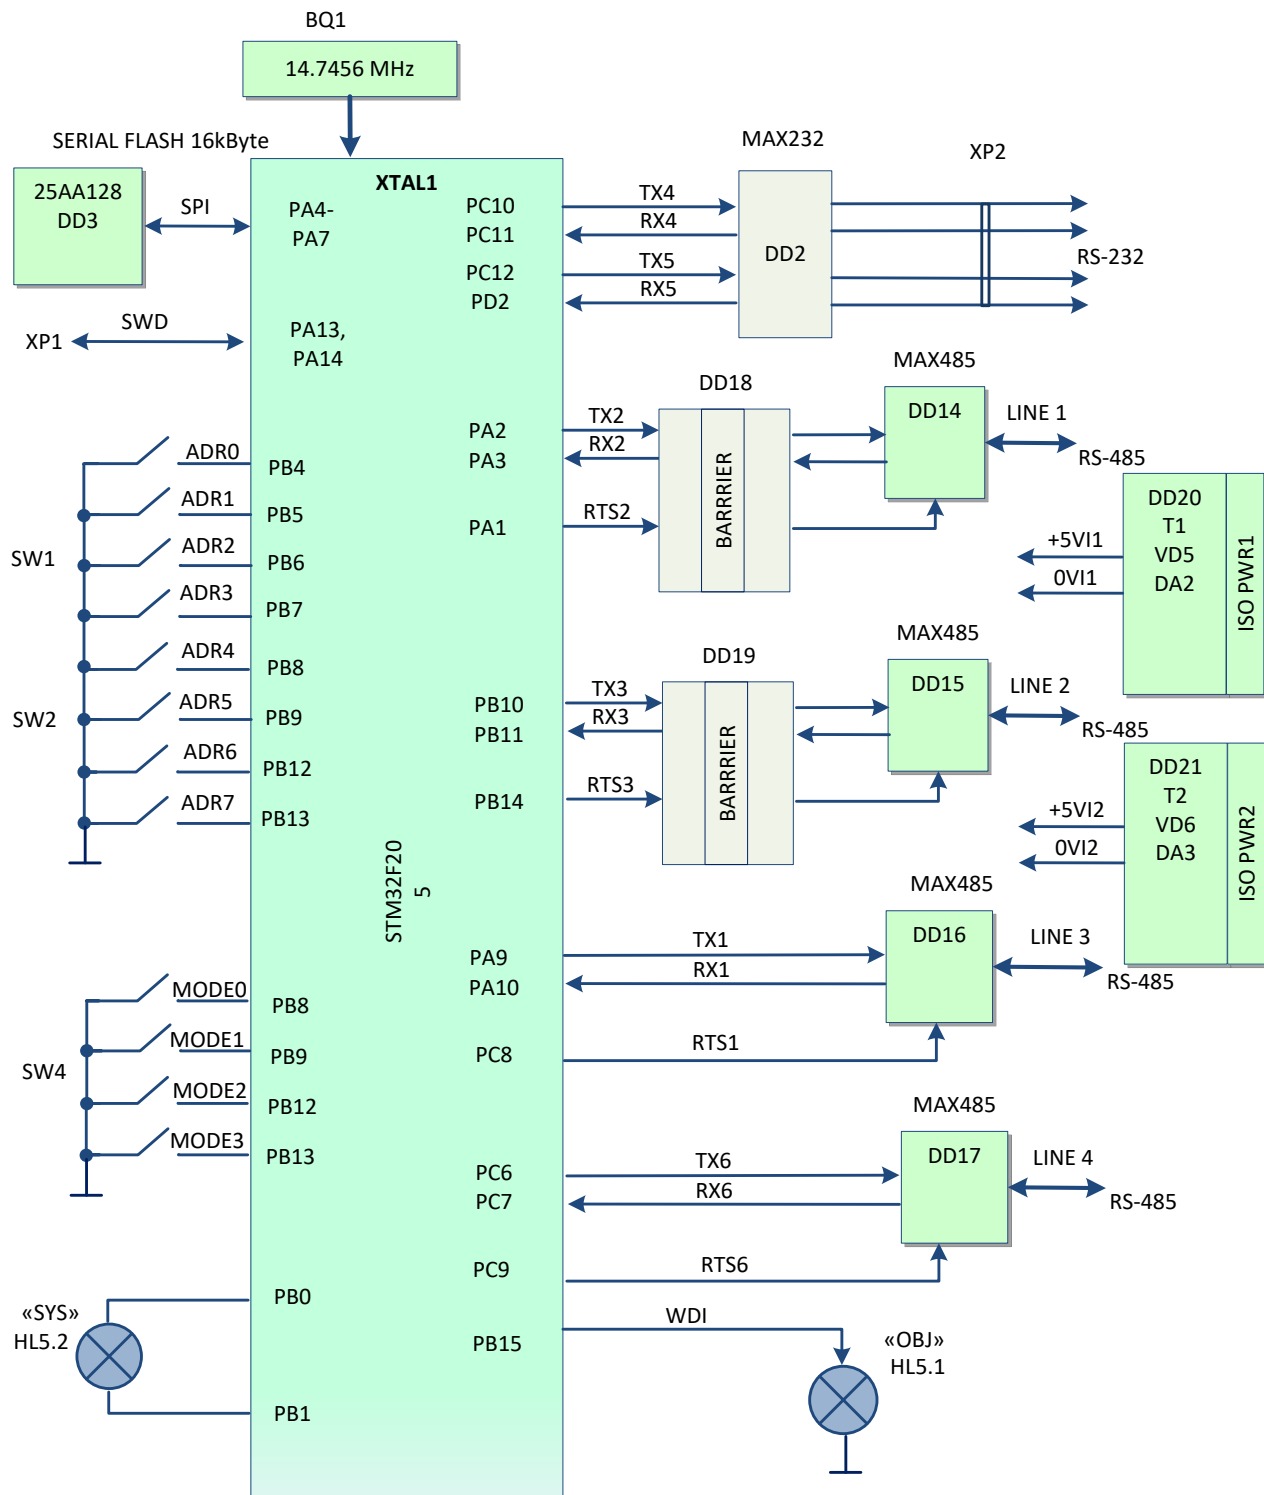 BQ1
14.7456 MHz
SERIAL FLASH 16kByte
25AA128
DD3
SPI
XTAL1
PA4-
PA7
XP1
SWD
PA13,
PA14
PC10
TX4
PC11
RX4
PC12
TX5
PD2
RX5
MAX232
DD2
XP2
RS-232
DD18
BARRRIER
MAX485
DD14
LINE 1
RS-485
PA2
TX2
PA3
RX2
PA1
RTS2
SW1
SW2
ADR0
PB4
ADR1
PB5
ADR2
PB6
ADR3
PB7
ADR4
PB8
ADR5
PB9
ADR6
PB12
ADR7
PB13
DD20
T1
VD5
DA2
ISO PWR1
+5VI1
0VI1
DD19
BARRRIER
MAX485
DD15
LINE 2
RS-485
PB10
TX3
PB11
RX3
PB14
RTS3
DD21
T2
VD6
DA3
ISO PWR2
+5VI2
0VI2
STM32F20
5
MAX485
DD16
LINE 3
RS-485
PA9
TX1
PA10
RX1
PC8
RTS1
SW4
MODE0
PB8
MODE1
PB9
MODE2
PB12
MODE3
PB13
MAX485
DD17
LINE 4
RS-485
PC6
TX6
PC7
RX6
PC9
RTS6
«SYS»
HL5.2
PB0
PB1
PB15
WDI
«OBJ»
HL5.1